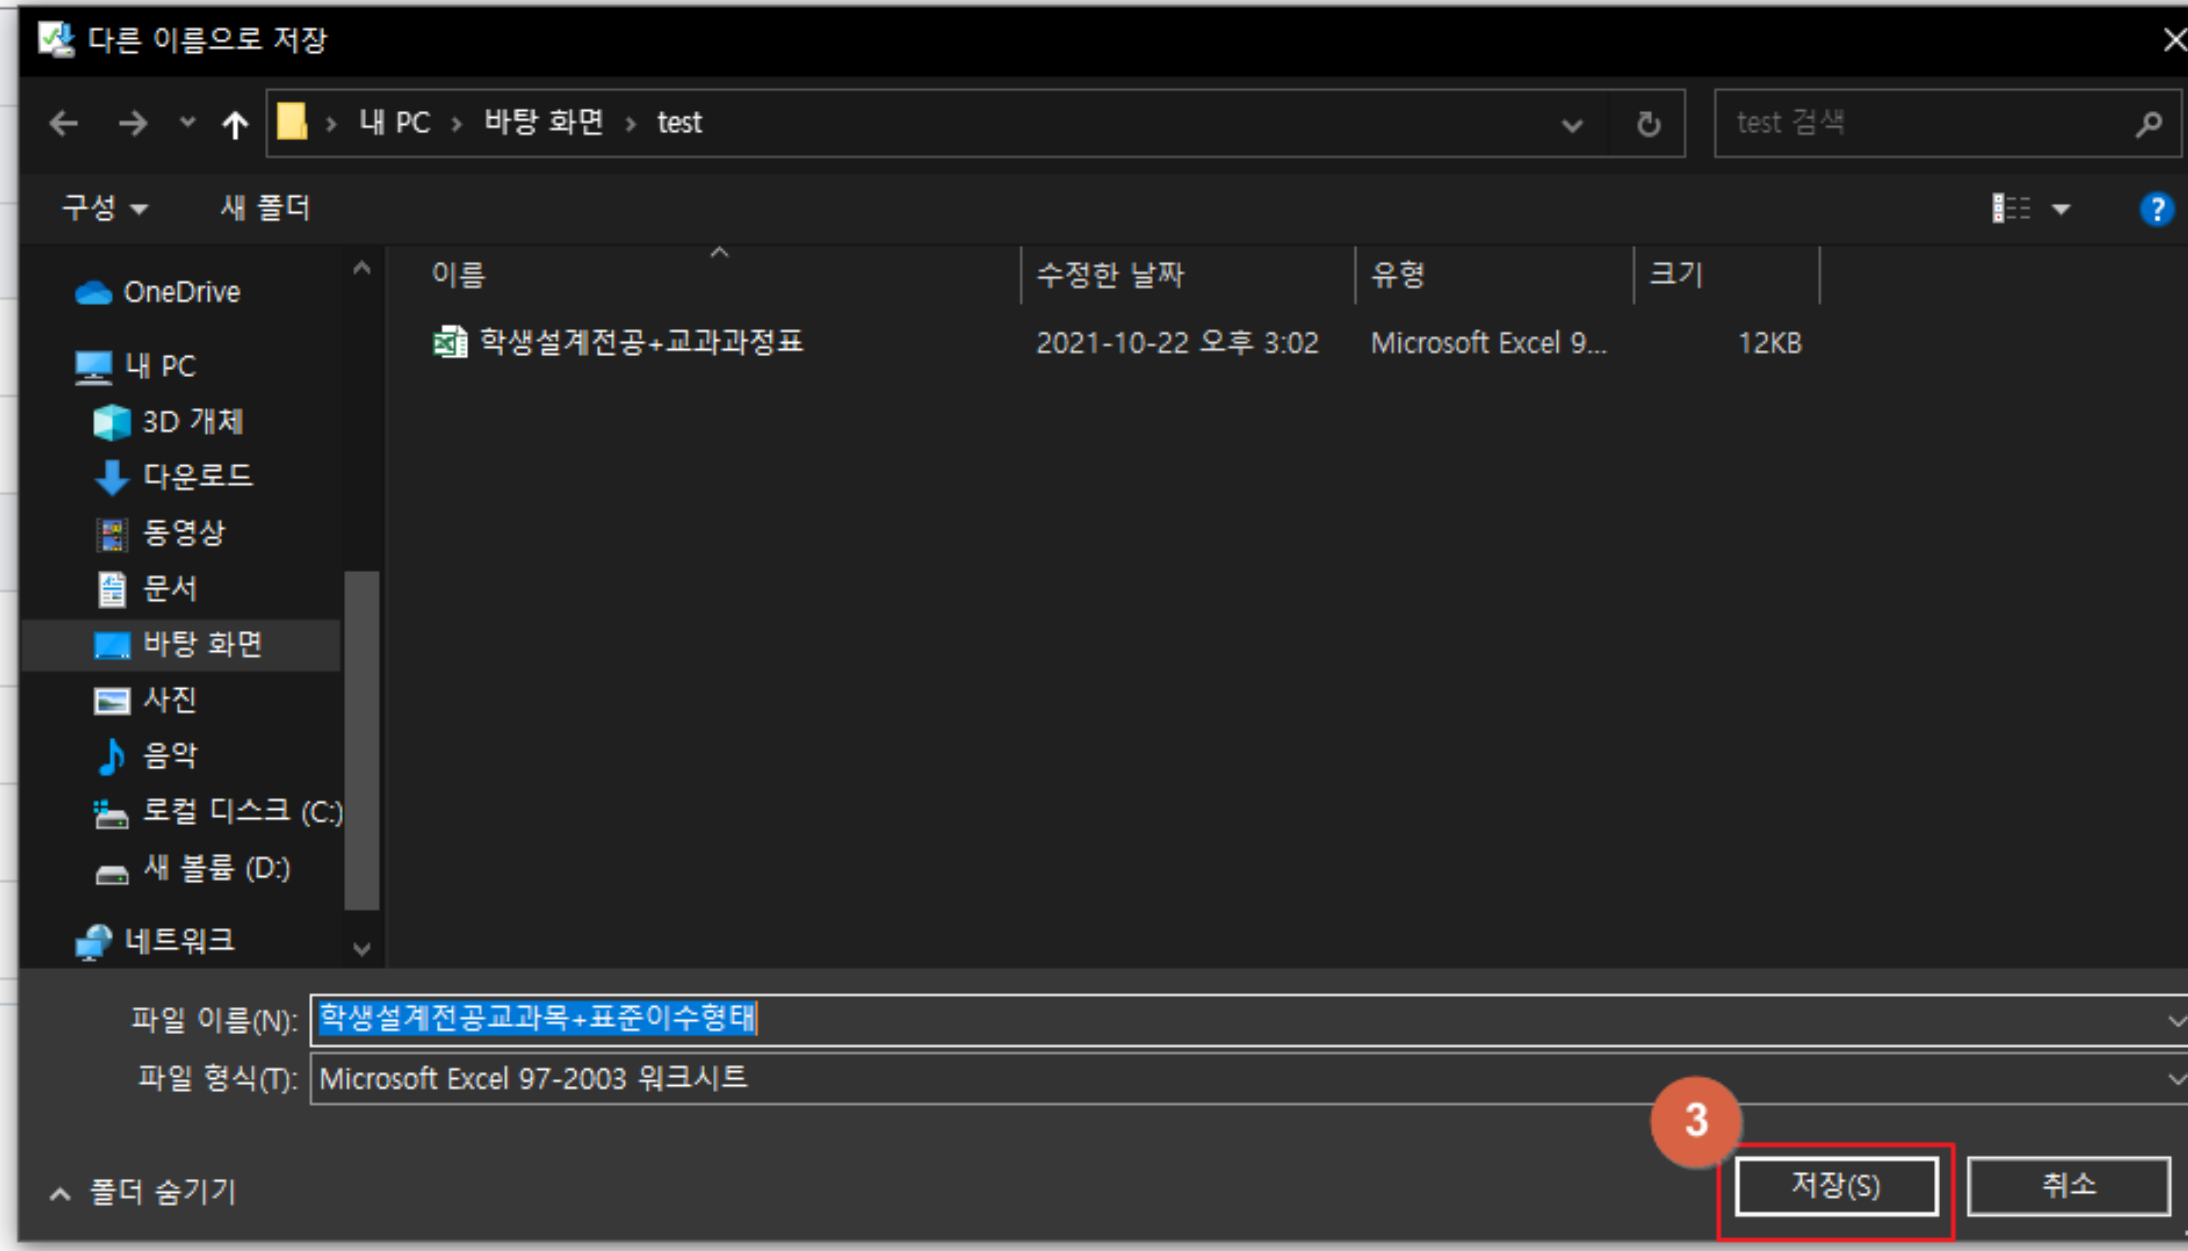 다른 이름으로 저장
내 PC > 바탕 화면 > test
test 검색
구성
새 폴더
?
OneDrive
내 PC
3D 개체
다운로드
동영상
문서
바탕 화면
사진
음악
로컬 디스크 (C:)
새 볼륨 (D:)
네트워크
이름 수정한 날짜 유형 크기
학생설계전공+교과과정표 2021-10-22 오후 3:02 Microsoft Excel 9... 12KB
파일 이름(N): 학생설계전공교과목+표준이수형태
파일 형식(T): Microsoft Excel 97-2003 워크시트
3
폴더 숨기기
저장(S)
취소